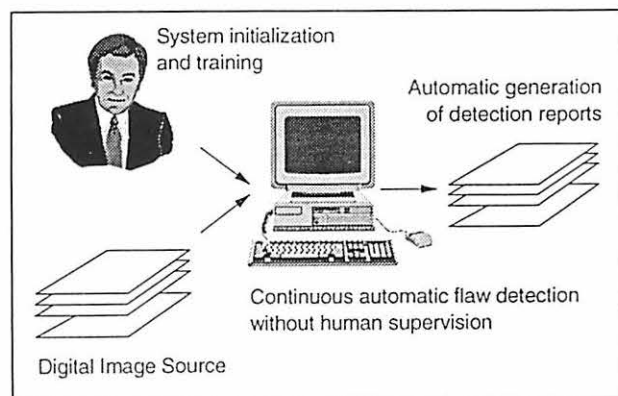 System initialization
and training
Automatic generation
of detection reports
Continuous automatic flaw detection
without human supervision
Digital Image Source